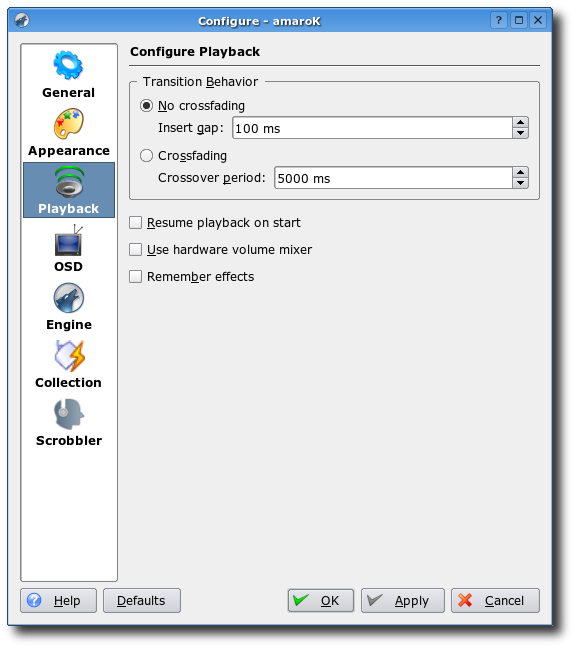 Configure - amaroK
General
Appearance
Playback
OSD
Engine
Collection
Scrobbler
Configure Playback
Transition Behavior
No crossfading
Insert gap: 100 ms
Crossfading
Crossover period: 5000 ms
Resume playback on start
Use hardware volume mixer
Remember effects
Help Defaults OK Apply Cancel